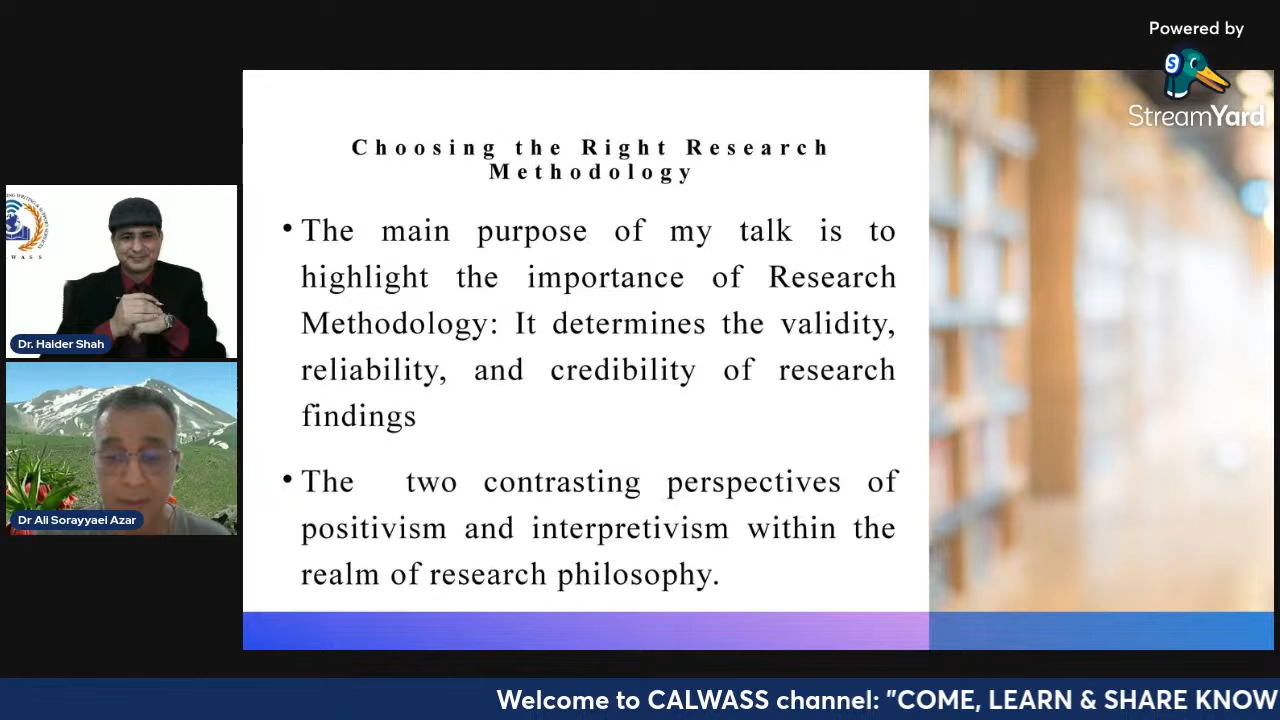 Powered by
S
StreamYard
Choosing the Right Research
Methodology
• The main purpose of my talk is to
highlight the importance of Research
Methodology: It determines the validity,
reliability, and credibility of research
findings
• The two contrasting perspectives of
positivism and interpretivism within the
realm of research philosophy.
WASS
Dr. Haider Shah
Dr Ali Sorayyaei Azar
Welcome to CALWASS channel: "COME, LEARN & SHARE KNOW